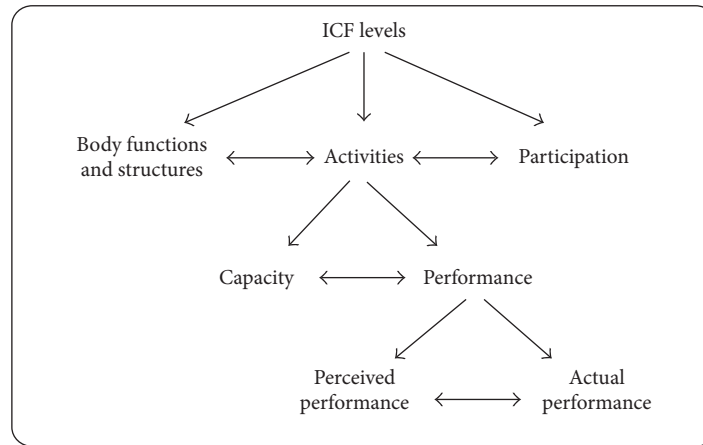 ICF levels
Body functions
and structures
Activities
Participation
Capacity
Performance
Perceived
performance
Actual
performance